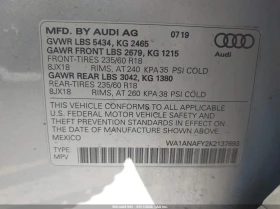 MFD. BY AUDI AG 07/19
GVWR LBS 5434, KG 2465
GAWR FRONT LBS 2679, KG 1215
FRONT-TIRES 235/60 R18
8JX18 RIMS, AT 240 KPA 35 PSI COLD
GAWR REAR LBS 3042, KG 1380
REAR-TIRES 235/60 R18
8JX18 RIMS, AT 260 KPA 38 PSI COLD
THIS VEHICLE CONFORMS TO ALL APPLICABLE
U.S. FEDERAL MOTOR VEHICLE SAFETY, BUMPER,
AND THEFT PREVENTION STANDARDS IN EFFECT
ON THE DATE OF MANUFACTURE SHOWN ABOVE.
MEXICO
MPV
Audi